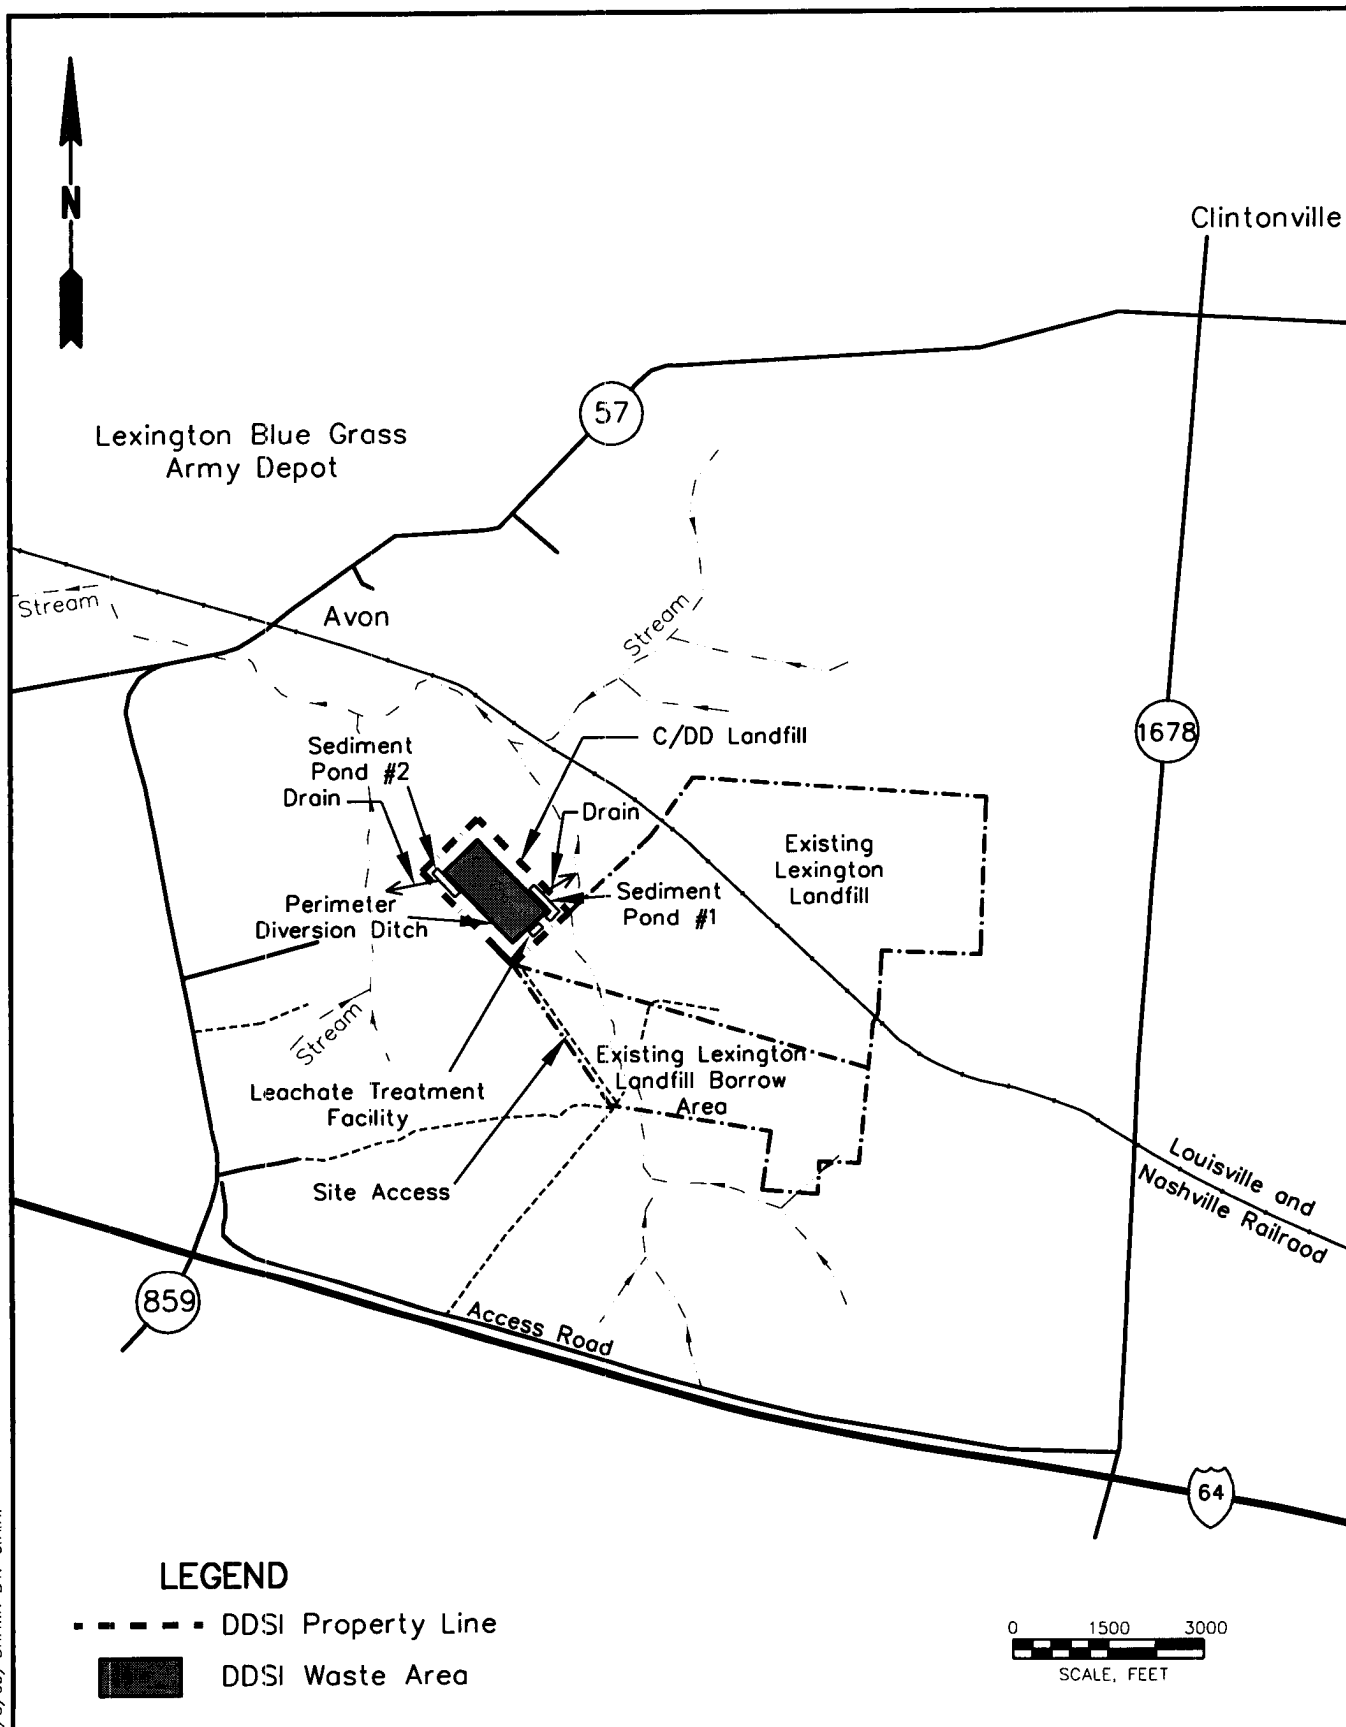 N
Clintonville
57
Lexington Blue Grass
Army Depot
Stream
Avon
Stream
1678
C/DD Landfill
Sediment
Pond #2
Drain
Drain
Existing
Lexington
Landfill
Sediment
Pond #1
Perimeter
Diversion Ditch
Stream
Existing Lexington
Landfill Borrow
Area
Leachate Treatment
Facility
Site Access
Louisville and
Nashville Railraod
859
Access Road
64
LEGEND
DDSI Property Line
DDSI Waste Area
0 1500 3000
SCALE, FEET